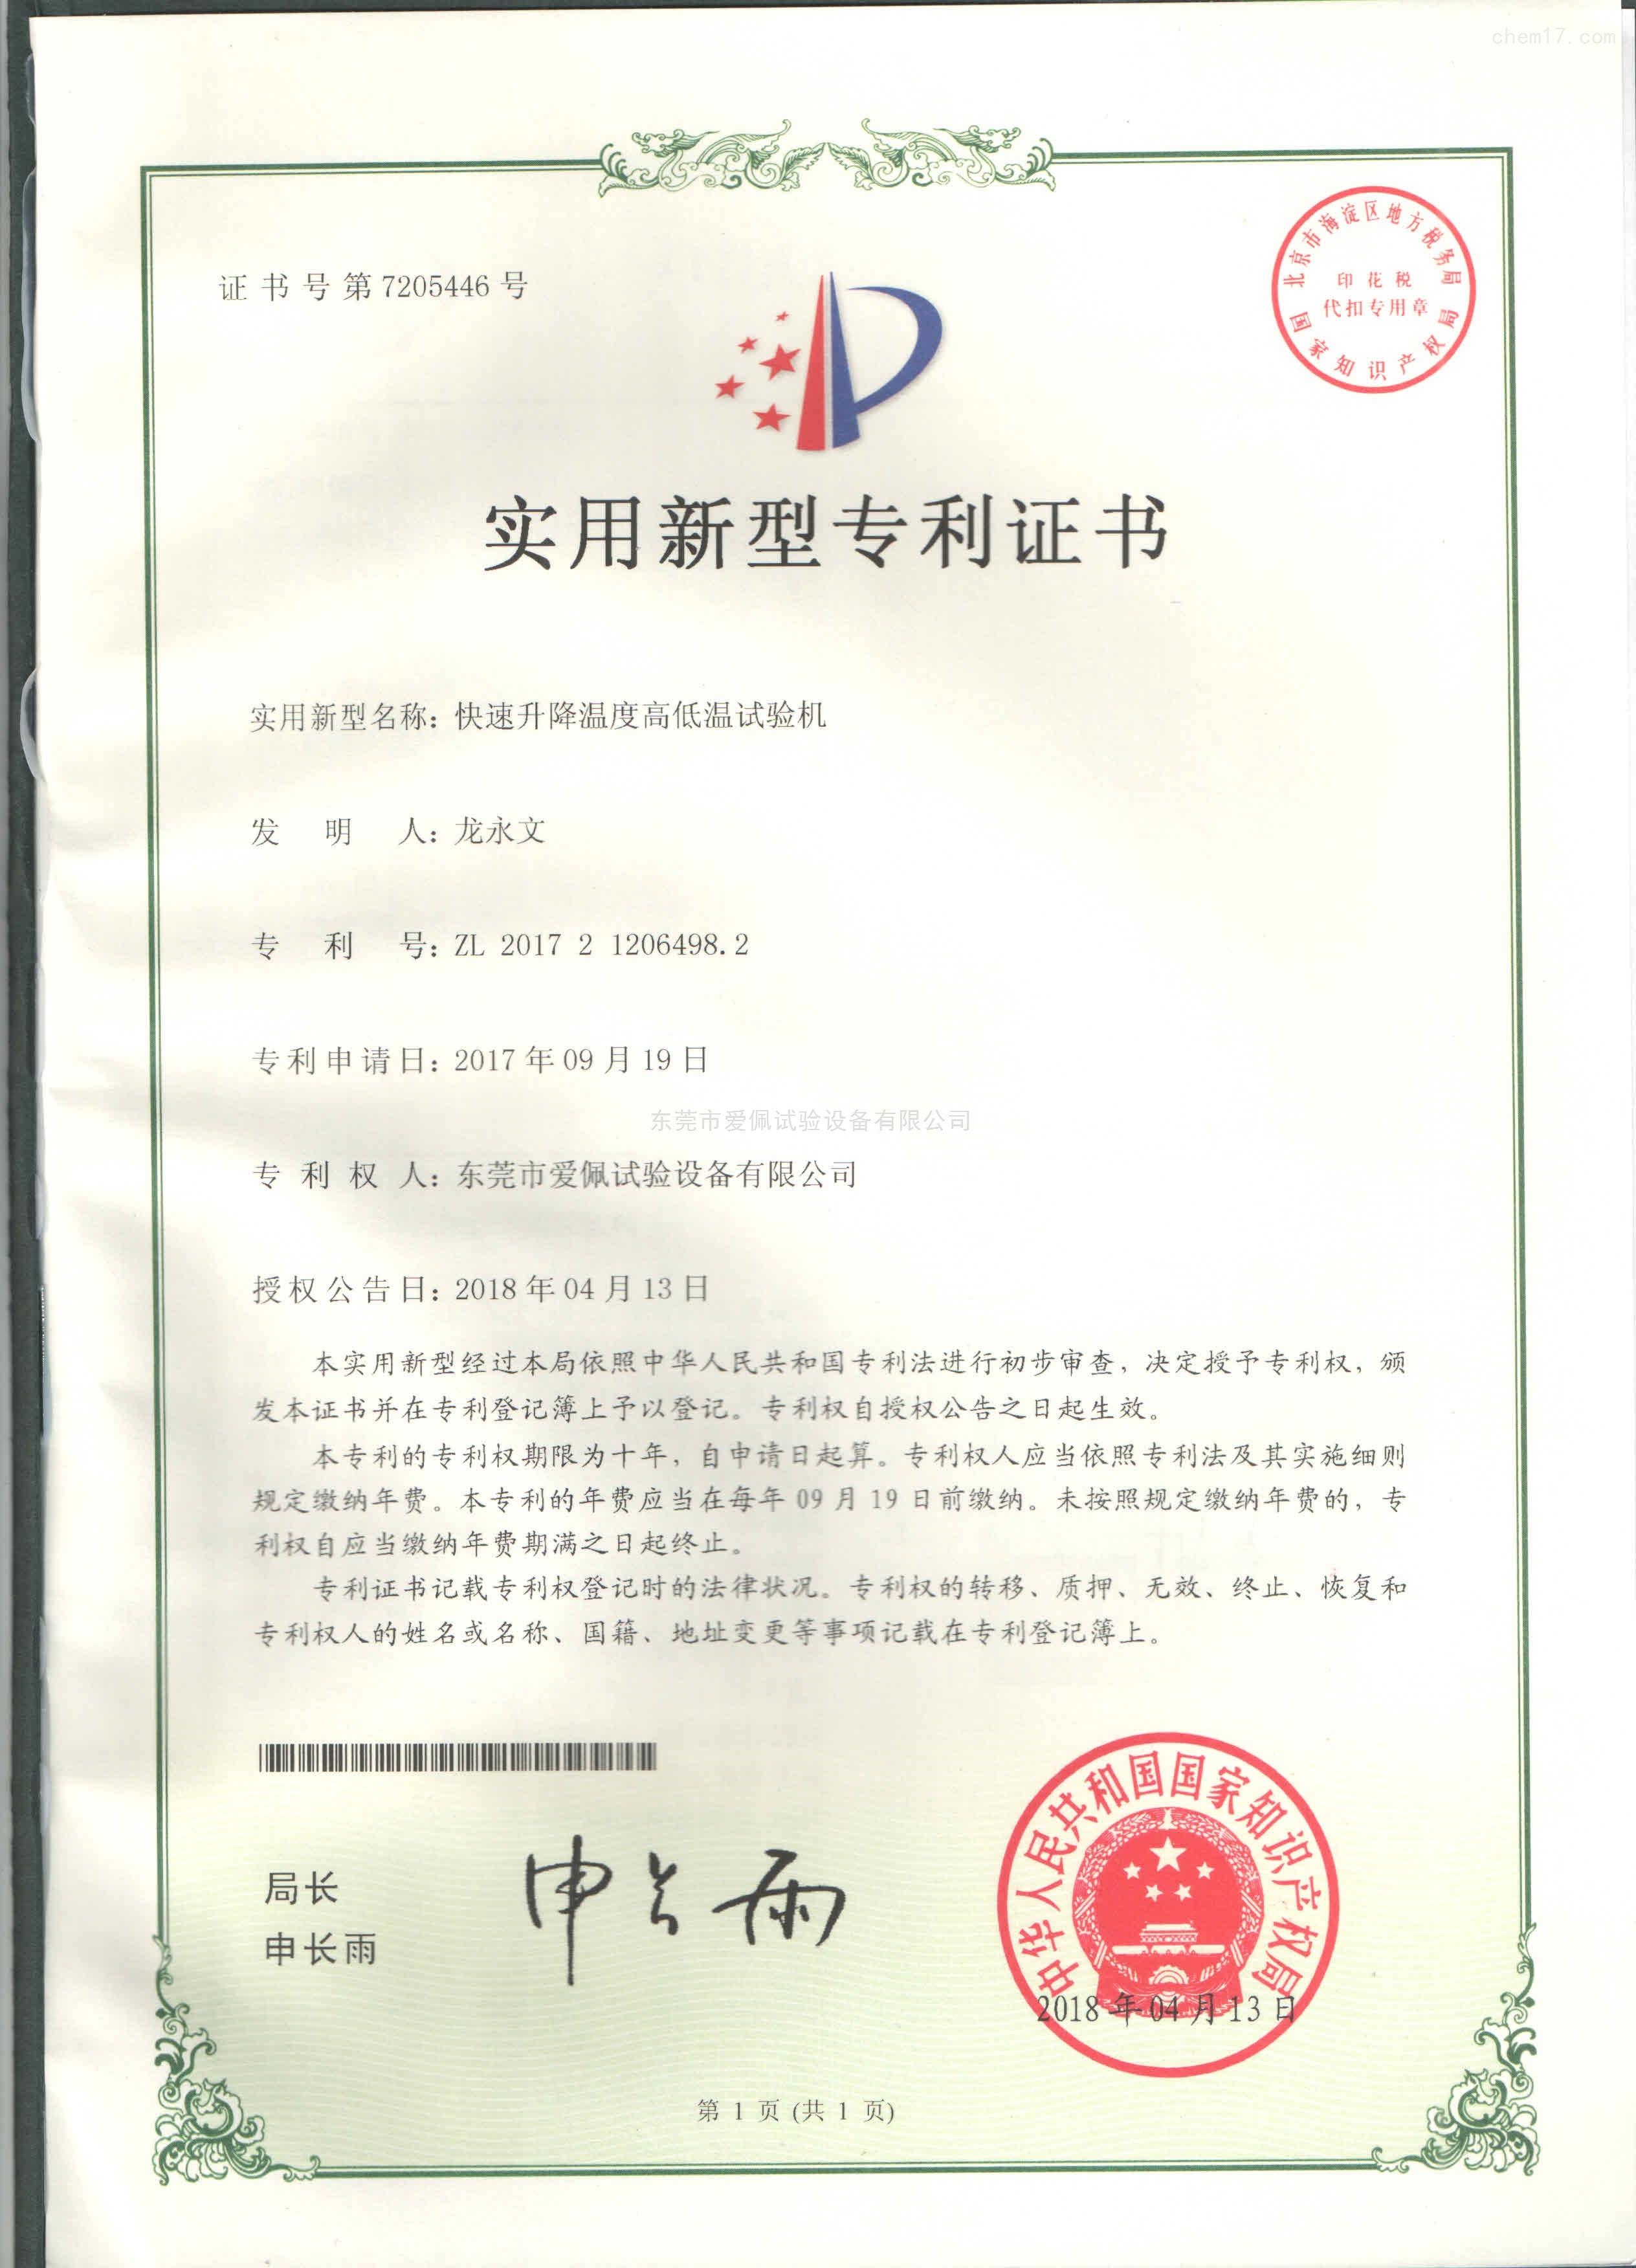 chem17.com
北京市海淀区地方税务局
印花税
代扣专用章
国家知识产权局
证书号第7205446号
实用新型专利证书
实用新型名称：快速升降温度高低温试验机
发明人：龙永文
专利号：ZL 2017 2 1206498.2
专利申请日：2017年09月19日
东莞市爱佩试验设备有限公司
专利权人：东莞市爱佩试验设备有限公司
授权公告日：2018年04月13日
本实用新型经过本局依照中华人民共和国专利法进行初步审查，决定授予专利权，颁
发本证书并在专利登记簿上予以登记。专利权自授权公告之日起生效。
本专利的专利权期限为十年，自申请日起算。专利权人应当依照专利法及其实施细则
规定缴纳年费。本专利的年费应当在每年09月19日前缴纳。未按照规定缴纳年费的，专
利权自应当缴纳年费期满之日起终止。
专利证书记载专利权登记时的法律状况。专利权的转移、质押、无效、终止、恢复和
专利权人的姓名或名称、国籍、地址变更等事项记载在专利登记簿上。
局长
申长雨
申长雨
中华人民共和国国家知识产权局
2018年04月13日
第 1 页 (共 1 页)